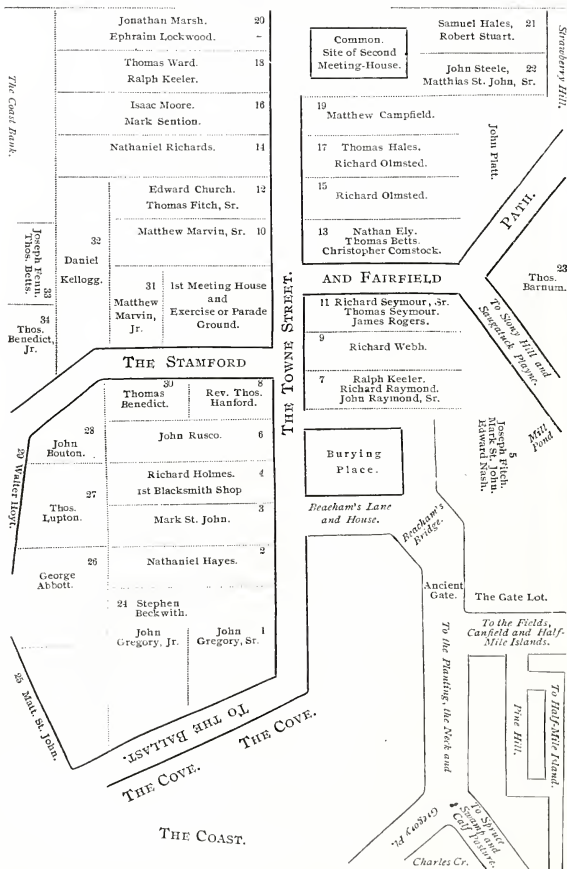 Jonathan Marsh. 20
Ephraim Lockwood. -
Thomas Ward. 18
Ralph Keeler.
Isaac Moore. 16
Mark Sention.
Nathaniel Richards. 14
Edward Church. 12
Thomas Fitch, Sr.
Matthew Marvin, Sr. 10
The Coast Bank.
32
Daniel
Kellogg.
Joseph Fenn.
Thos. Betts.
33
34
Thos.
Benedict,
Jr.
31
Matthew
Marvin,
Jr.
1st Meeting House
and
Exercise or Parade
Ground.
Common.
Site of Second
Meeting-House.
Samuel Hales, 21
Robert Stuart.
John Steele, 22
Matthias St. John, Sr.
Strawberry Hill.
19
Matthew Campfield.
17 Thomas Hales.
Richard Olmsted.
15
Richard Olmsted.
13 Nathan Ely.
Thomas Betts.
Christopher Comstock.
John Platt.
THE STAMFORD
THE TOWNE STREET.
AND FAIRFIELD
PATH.
23
Thos.
Barnum.
To Stony Hill and
Saugatuck Playne.
11 Richard Seymour, Sr.
Thomas Seymour.
James Rogers.
9
Richard Webb.
7 Ralph Keeler.
Richard Raymond.
John Raymond, Sr.
Mill
Pond
5
Joseph Fitch.
Mark St. John.
Edward Nash.
30
Thomas
Benedict.
8
Rev. Thos.
Hanford.
John Rusco. 6
Richard Holmes. 4
1st Blacksmith Shop
3
Mark St. John.
2
Nathaniel Hayes.
24 Stephen
Beckwith.
John
Gregory, Jr.
John 1
Gregory, Sr.
29 Walter Hoyt.
28
John
Bouton.
27
Thos.
Lupton.
26
George
Abbott.
25 Matt. St. John.
Burying
Place.
Beacham's Lane
and House.
Beacham's
Bridge.
Ancient
Gate.
The Gate Lot.
To the Fields,
Canfield and Half-
Mile Islands.
To the Planting, the Neck and
Pine Hill.
To Half-Mile Island.
To Spruce
Swamp and
Calf Pasture.
Gregory Pt.
Charles Cr.
TO THE BALLAST.
THE COVE.
THE COVE.
THE COAST.